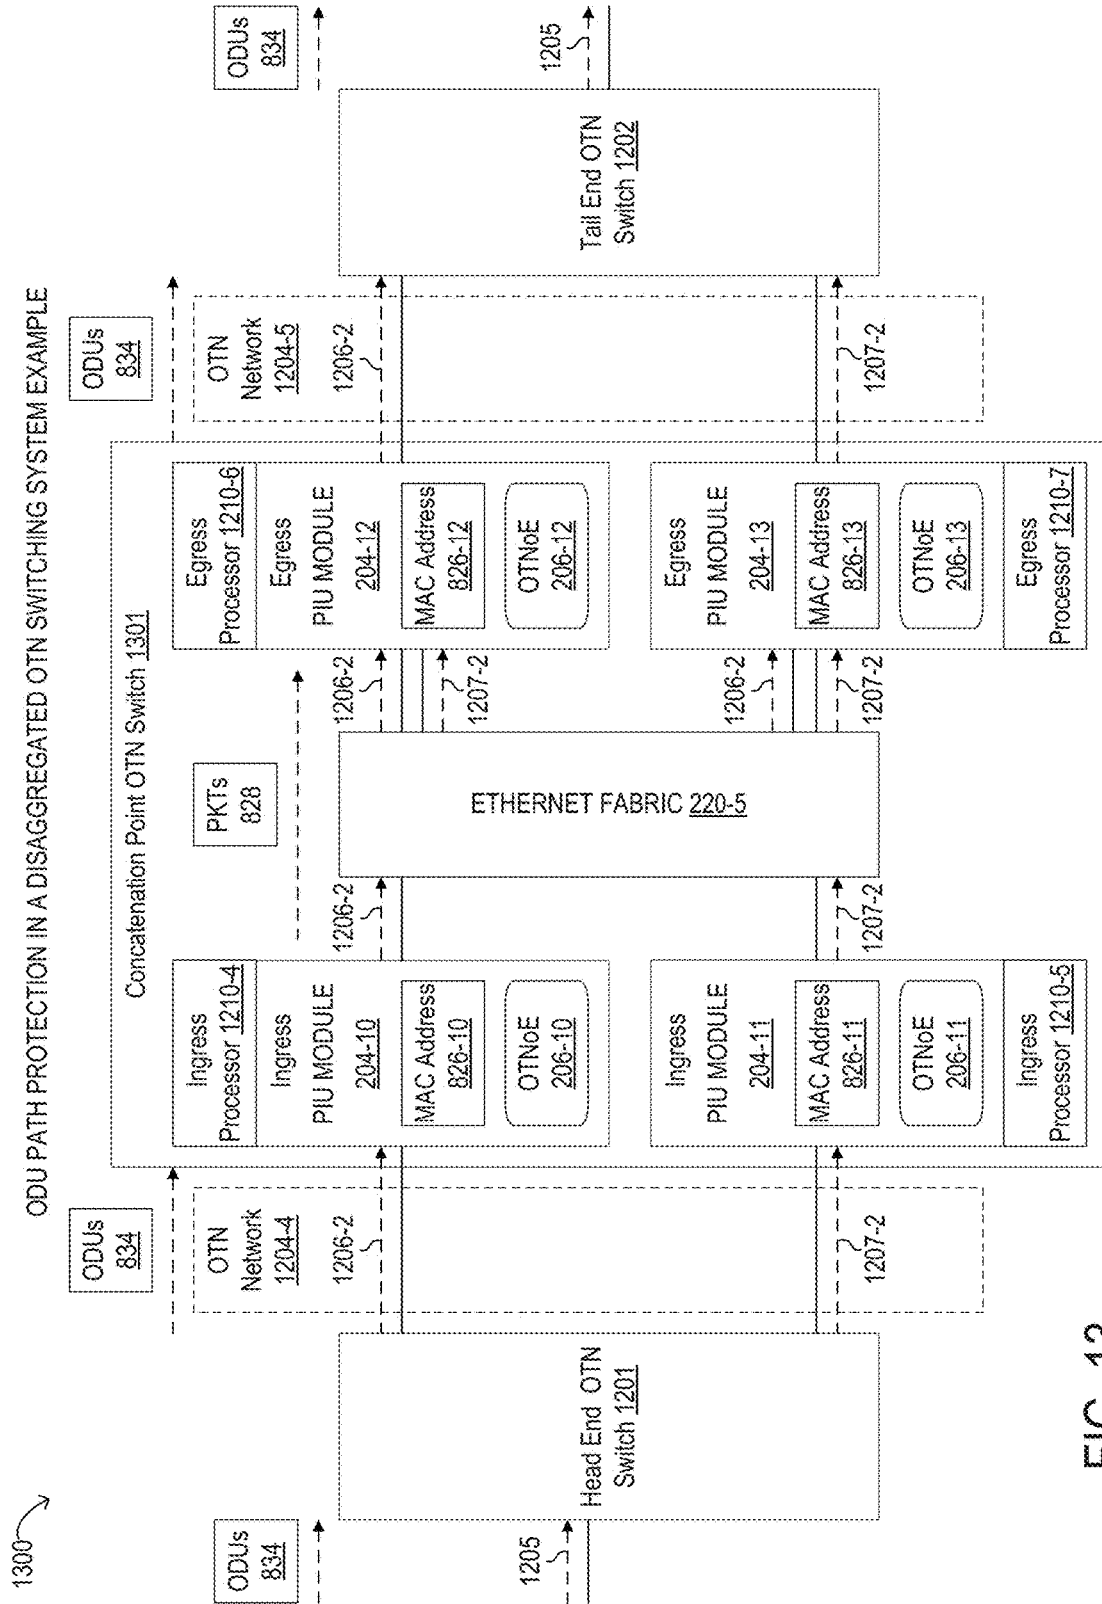 1300
ODU PATH PROTECTION IN A DISAGGREGATED OTN SWITCHING SYSTEM EXAMPLE
ODUs
834
ODUs
834
Concatenation Point OTN Switch 1301
PKTs
828
ODUs
834
ODUs
834
OTN
Network
1204-4
Ingress
Processor 1210-4
Egress
Processor 1210-6
OTN
Network
1204-5
1206-2
Ingress
PIU MODULE
204-10
MAC Address
826-10
OTNoE
206-10
1206-2
1206-2
1207-2
Egress
PIU MODULE
204-12
MAC Address
826-12
OTNoE
206-12
1206-2
1205
Head End OTN
Switch 1201
ETHERNET FABRIC 220-5
Tail End OTN
Switch 1202
1205
1207-2
Ingress
PIU MODULE
204-11
MAC Address
826-11
OTNoE
206-11
Ingress
Processor 1210-5
1207-2
1206-2
1207-2
Egress
PIU MODULE
204-13
MAC Address
826-13
OTNoE
206-13
Egress
Processor 1210-7
1207-2
FIG.